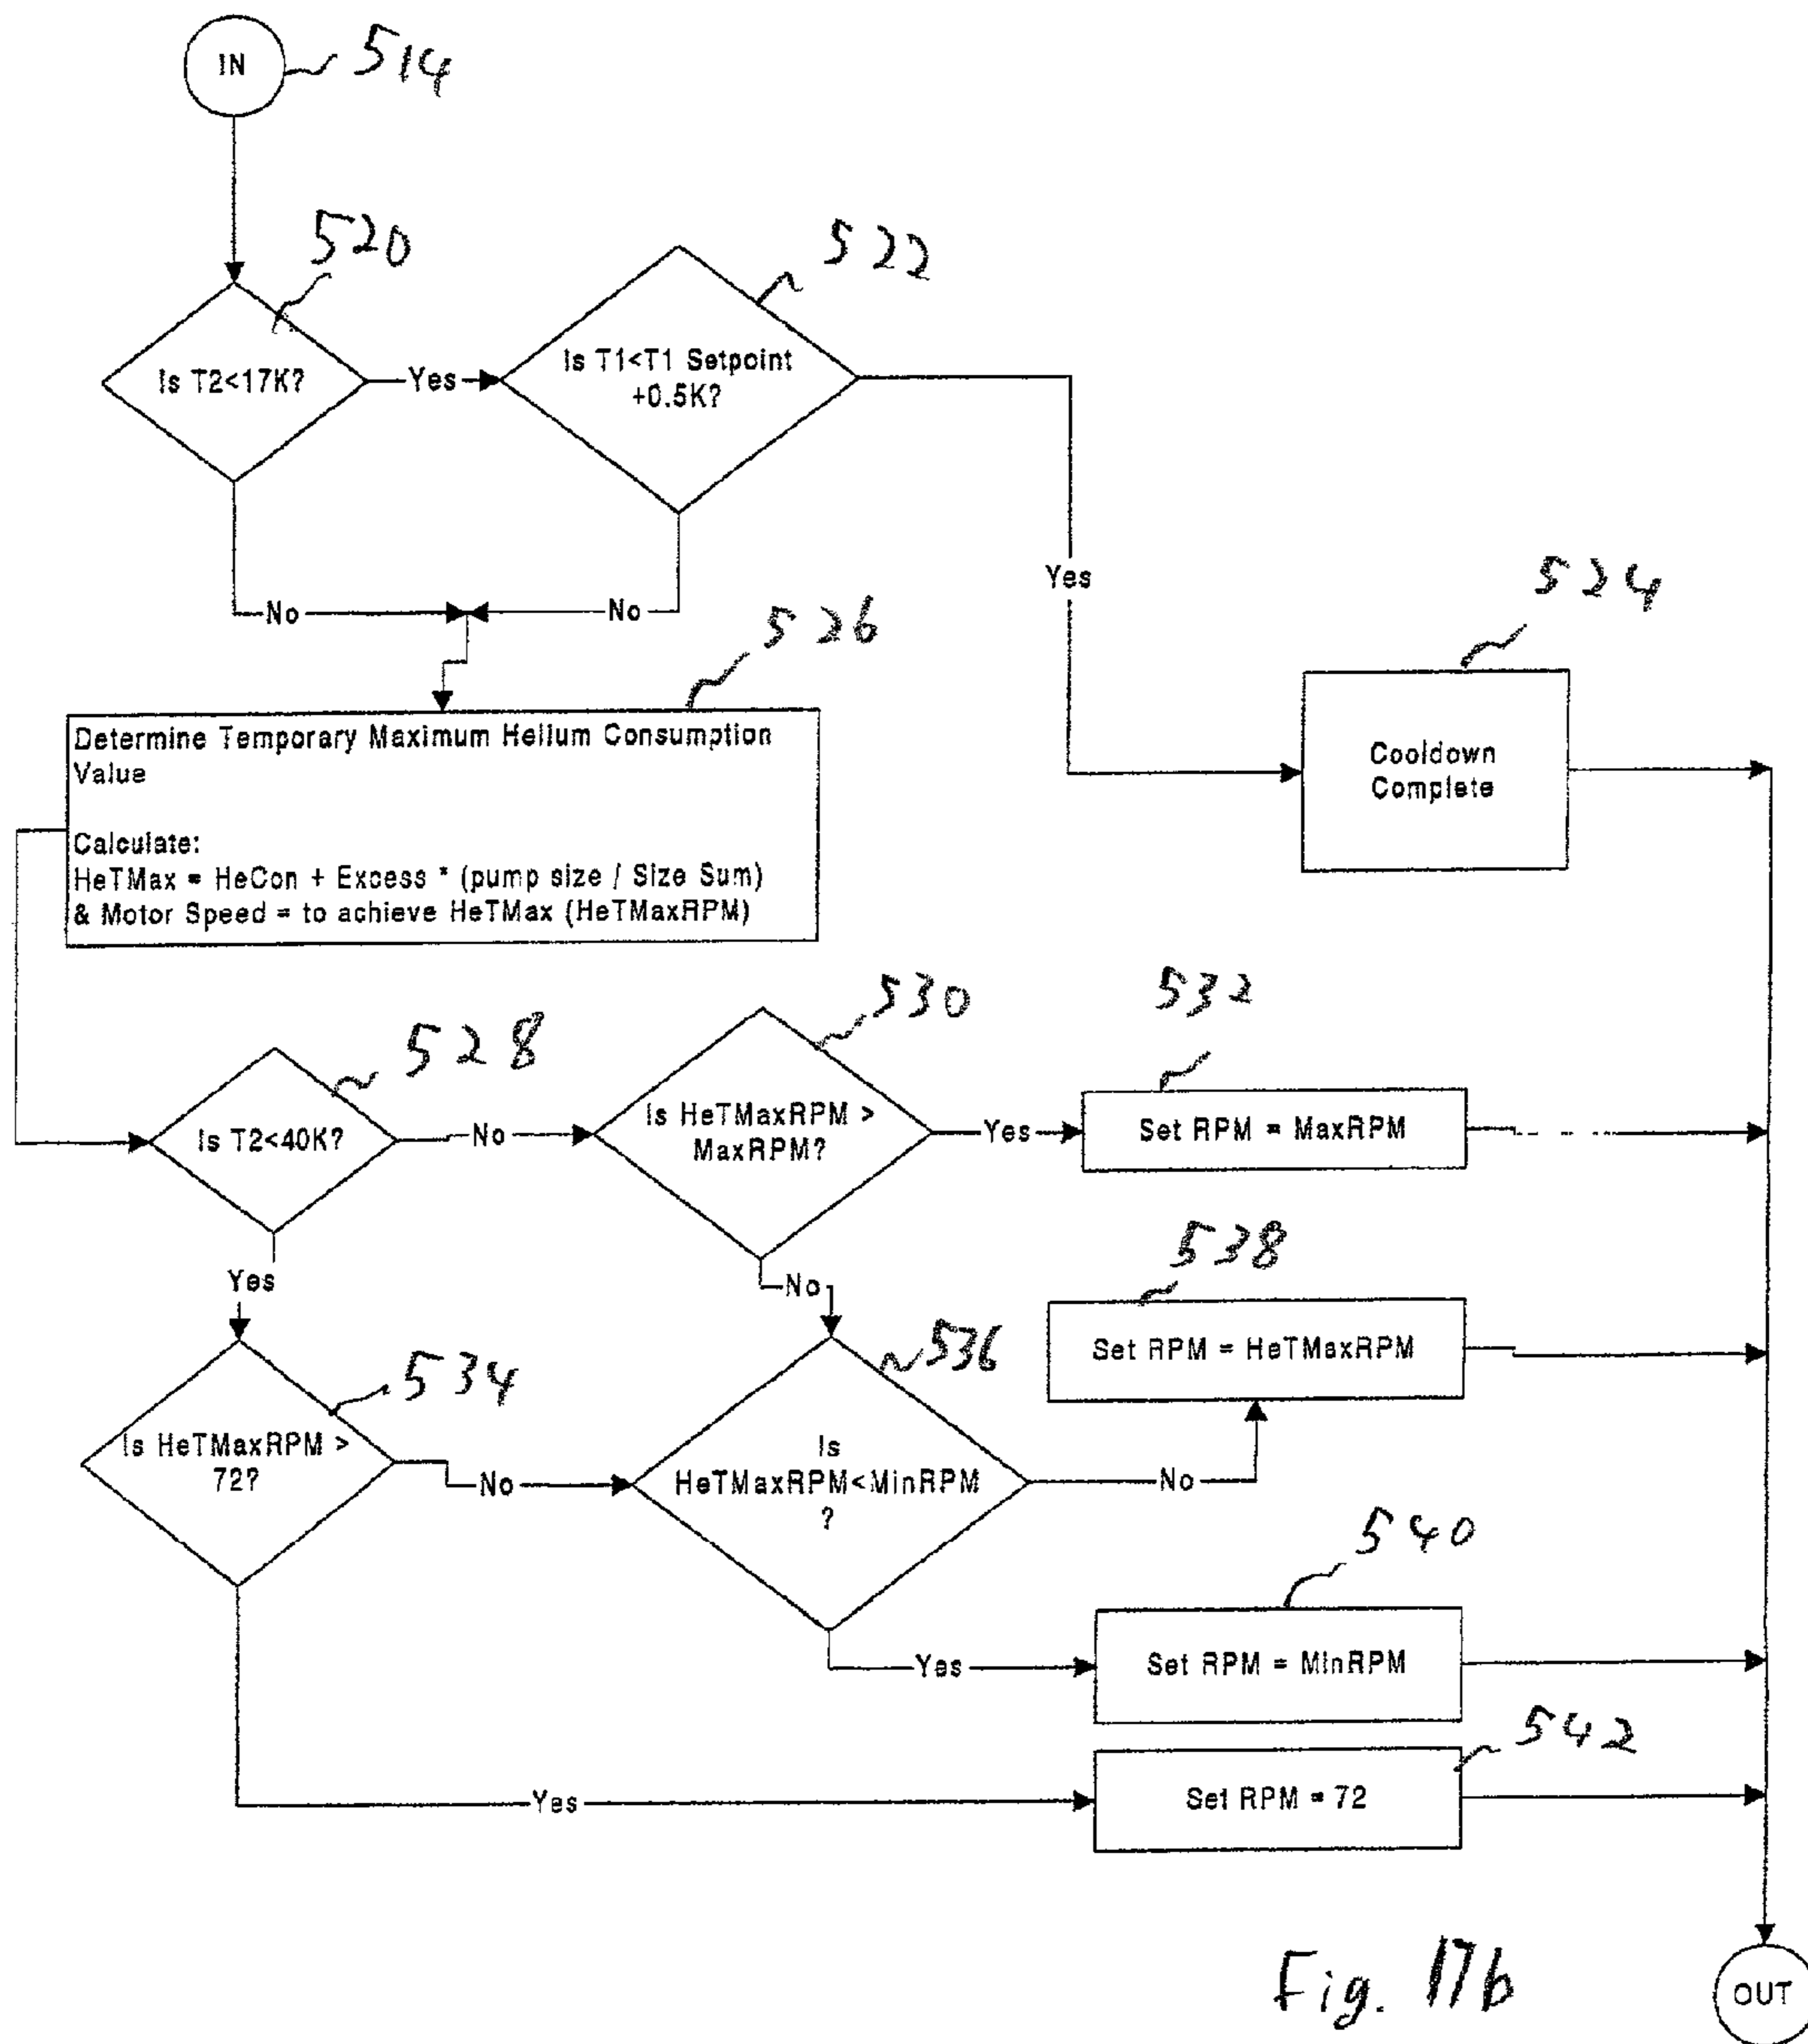 IN
514
520
522
Is T2<17K?
Yes
Is T1<T1 Setpoint
+0.5K?
Yes
No
No
524
526
Cooldown
Complete
Determine Temporary Maximum Helium Consumption
Value
Calculate:
HeTMax = HeCon + Excess * (pump size / Size Sum)
& Motor Speed = to achieve HeTMax (HeTMaxRPM)
528
530
532
Is T2<40K?
No
Is HeTMaxRPM >
MaxRPM?
Yes
Set RPM = MaxRPM
Yes
No
538
Set RPM = HeTMaxRPM
534
536
Is HeTMaxRPM >
72?
No
Is
HeTMaxRPM<MinRPM
?
No
540
Yes
Set RPM = MinRPM
542
Yes
Set RPM = 72
Fig. 17b
OUT